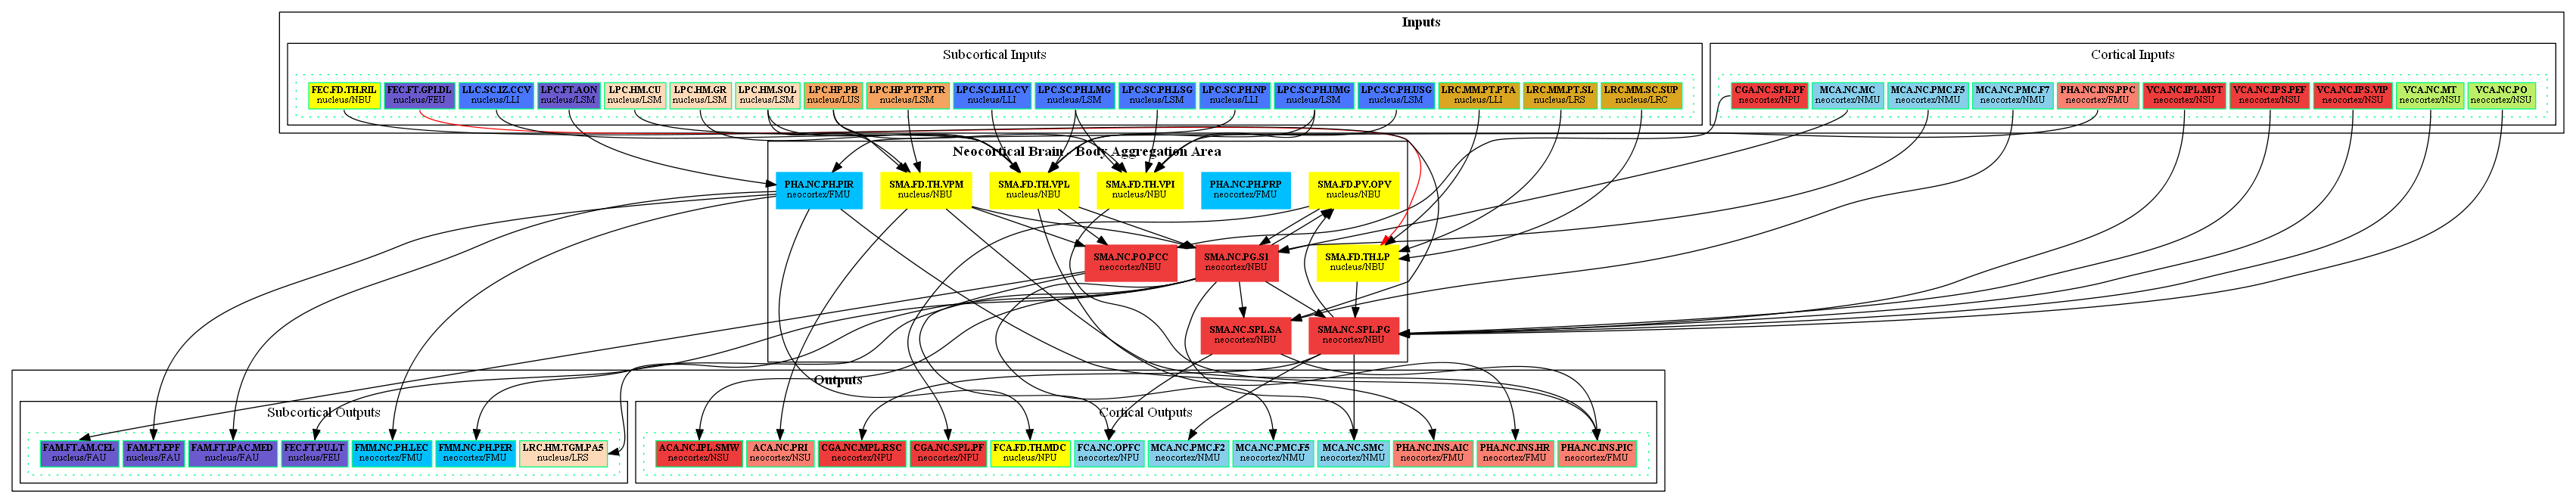 Inputs
Subcortical Inputs
Cortical Inputs
FEC.FD.TH.RIL
nucleus/NBU
FEC.FT.GPI.DL
nucleus/FEU
LLC.SC.IZ.CCV
nucleus/LLI
LPC.FT.AON
nucleus/LSM
LPC.HM.CU
nucleus/LSM
LPC.HM.GR
nucleus/LSM
LPC.HM.SOL
nucleus/LSM
LPC.HP.PB
nucleus/LUS
LPC.HP.PTP.PTR
nucleus/LSM
LPC.SC.LH.LCV
nucleus/LLI
LPC.SC.PH.LMG
nucleus/LSM
LPC.SC.PH.LSG
nucleus/LSM
LPC.SC.PH.NP
nucleus/LLI
LPC.SC.PH.UMG
nucleus/LSM
LPC.SC.PH.USG
nucleus/LSM
LRC.MM.PT.PTA
nucleus/LLI
LRC.MM.PT.SL
nucleus/LRS
LRC.MM.SC.SUP
nucleus/LRC
CGA.NC.SPL.PF
neocortex/NPU
MCA.NC.MC
neocortex/NMU
MCA.NC.PMC.F5
neocortex/NMU
MCA.NC.PMC.F7
neocortex/NMU
PHA.NC.INS.PPC
neocortex/FMU
VCA.NC.IPL.MST
neocortex/NSU
VCA.NC.IPS.PEF
neocortex/NSU
VCA.NC.IPS.VIP
neocortex/NSU
VCA.NC.MT
neocortex/NSU
VCA.NC.PO
neocortex/NSU
Neocortical Brain / Body Aggregation Area
PHA.NC.PH.PIR
neocortex/FMU
SMA.FD.TH.VPM
nucleus/NBU
SMA.FD.TH.VPL
nucleus/NBU
SMA.FD.TH.VPI
nucleus/NBU
PHA.NC.PH.PRP
neocortex/FMU
SMA.FD.PV.OPV
nucleus/NBU
SMA.NC.PO.PCC
neocortex/NBU
SMA.NC.PG.S1
neocortex/NBU
SMA.FD.TH.LP
nucleus/NBU
SMA.NC.SPL.SA
neocortex/NBU
SMA.NC.SPL.PG
neocortex/NBU
Outputs
Subcortical Outputs
Cortical Outputs
FAM.FT.AM.CEL
nucleus/FAU
FAM.FT.EPF
nucleus/FAU
FAM.FT.IPAC.MED
nucleus/FAU
FEC.FT.PU.LT
nucleus/FEU
FMM.NC.PH.LEC
neocortex/FMU
FMM.NC.PH.PER
neocortex/FMU
LRC.HM.TGM.PA5
nucleus/LRS
ACA.NC.IPL.SMW
neocortex/NSU
ACA.NC.PRI
neocortex/NSU
CGA.NC.MPL.RSC
neocortex/NPU
CGA.NC.SPL.PF
neocortex/NPU
FCA.FD.TH.MDC
nucleus/NPU
FCA.NC.OPFC
neocortex/NPU
MCA.NC.PMC.F2
neocortex/NMU
MCA.NC.PMC.F5
neocortex/NMU
MCA.NC.SMC
neocortex/NMU
PHA.NC.INS.AIC
neocortex/FMU
PHA.NC.INS.HR
neocortex/FMU
PHA.NC.INS.PIC
neocortex/FMU